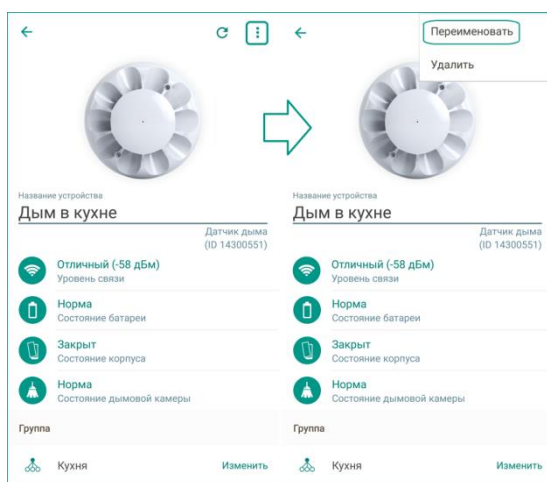 Название устройства
Дым в кухне
Датчик дыма
(ID 14300551)
Отличный (-58 дБм)
Уровень связи
Норма
Состояние батареи
Закрыт
Состояние корпуса
Норма
Состояние дымовой камеры
Группа
Кухня Изменить
Переименовать
Удалить
Название устройства
Дым в кухне
Датчик дыма
(ID 14300551)
Отличный (-58 дБм)
Уровень связи
Норма
Состояние батареи
Закрыт
Состояние корпуса
Норма
Состояние дымовой камеры
Группа
Кухня Изменить